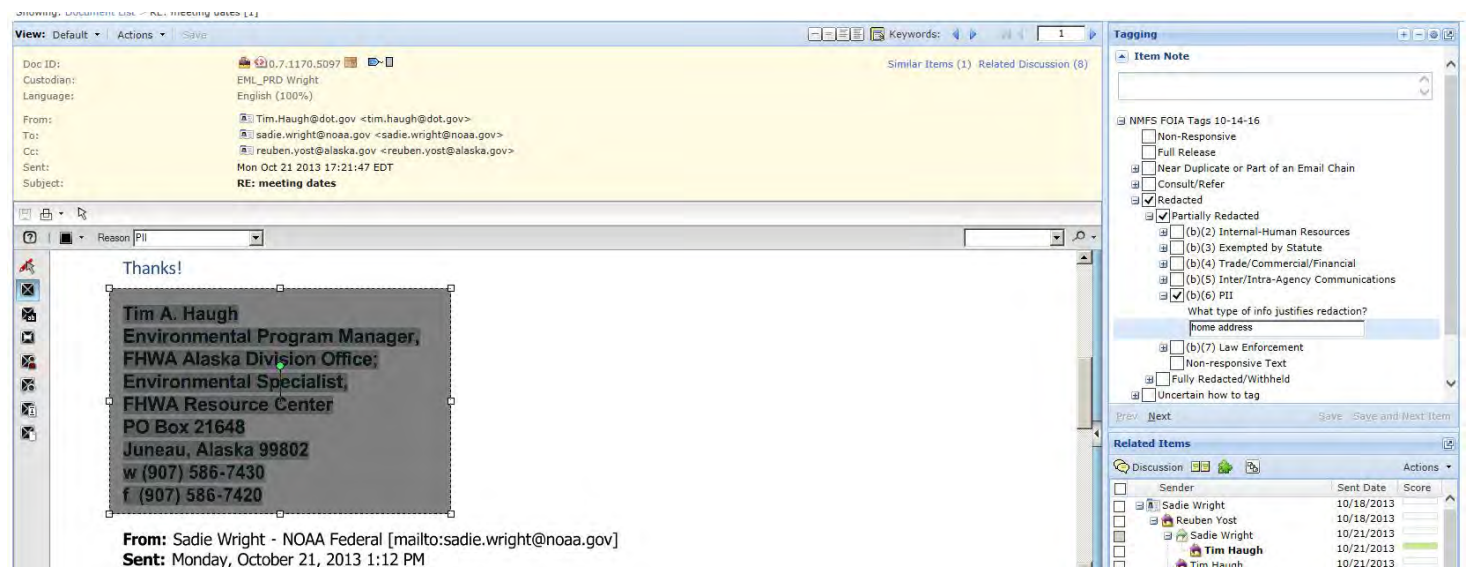 Showing: Document List > RE: meeting dates [1]
View: Default Actions Save
Keywords: 1
Doc ID: 0.7.1170.5097
Similar Items (1) Related Discussion (8)
Custodian: EML_PRD Wright
Language: English (100%)
From: Tim.Haugh@dot.gov <tim.haugh@dot.gov>
To: sadie.wright@noaa.gov <sadie.wright@noaa.gov>
Cc: reuben.yost@alaska.gov <reuben.yost@alaska.gov>
Sent: Mon Oct 21 2013 17:21:47 EDT
Subject: RE: meeting dates
Reason PII
Thanks!
Tim A. Haugh
Environmental Program Manager,
FHWA Alaska Division Office;
Environmental Specialist,
FHWA Resource Center
PO Box 21648
Juneau, Alaska 99802
w (907) 586-7430
f (907) 586-7420
From: Sadie Wright - NOAA Federal [mailto:sadie.wright@noaa.gov]
Sent: Monday, October 21, 2013 1:12 PM
Tagging
Item Note
NMFS FOIA Tags 10-14-16
Non-Responsive
Full Release
Near Duplicate or Part of an Email Chain
Consult/Refer
Redacted
Partially Redacted
(b)(2) Internal-Human Resources
(b)(3) Exempted by Statute
(b)(4) Trade/Commercial/Financial
(b)(5) Inter/Intra-Agency Communications
(b)(6) PII
What type of info justifies redaction?
home address
(b)(7) Law Enforcement
Non-responsive Text
Fully Redacted/Withheld
Uncertain how to tag
Prev Next Save Save and Next Item
Related Items
Discussion Actions
Sender Sent Date Score
Sadie Wright 10/18/2013
Reuben Yost 10/18/2013
Sadie Wright 10/21/2013
Tim Haugh 10/21/2013
Tim Haugh 10/21/2013